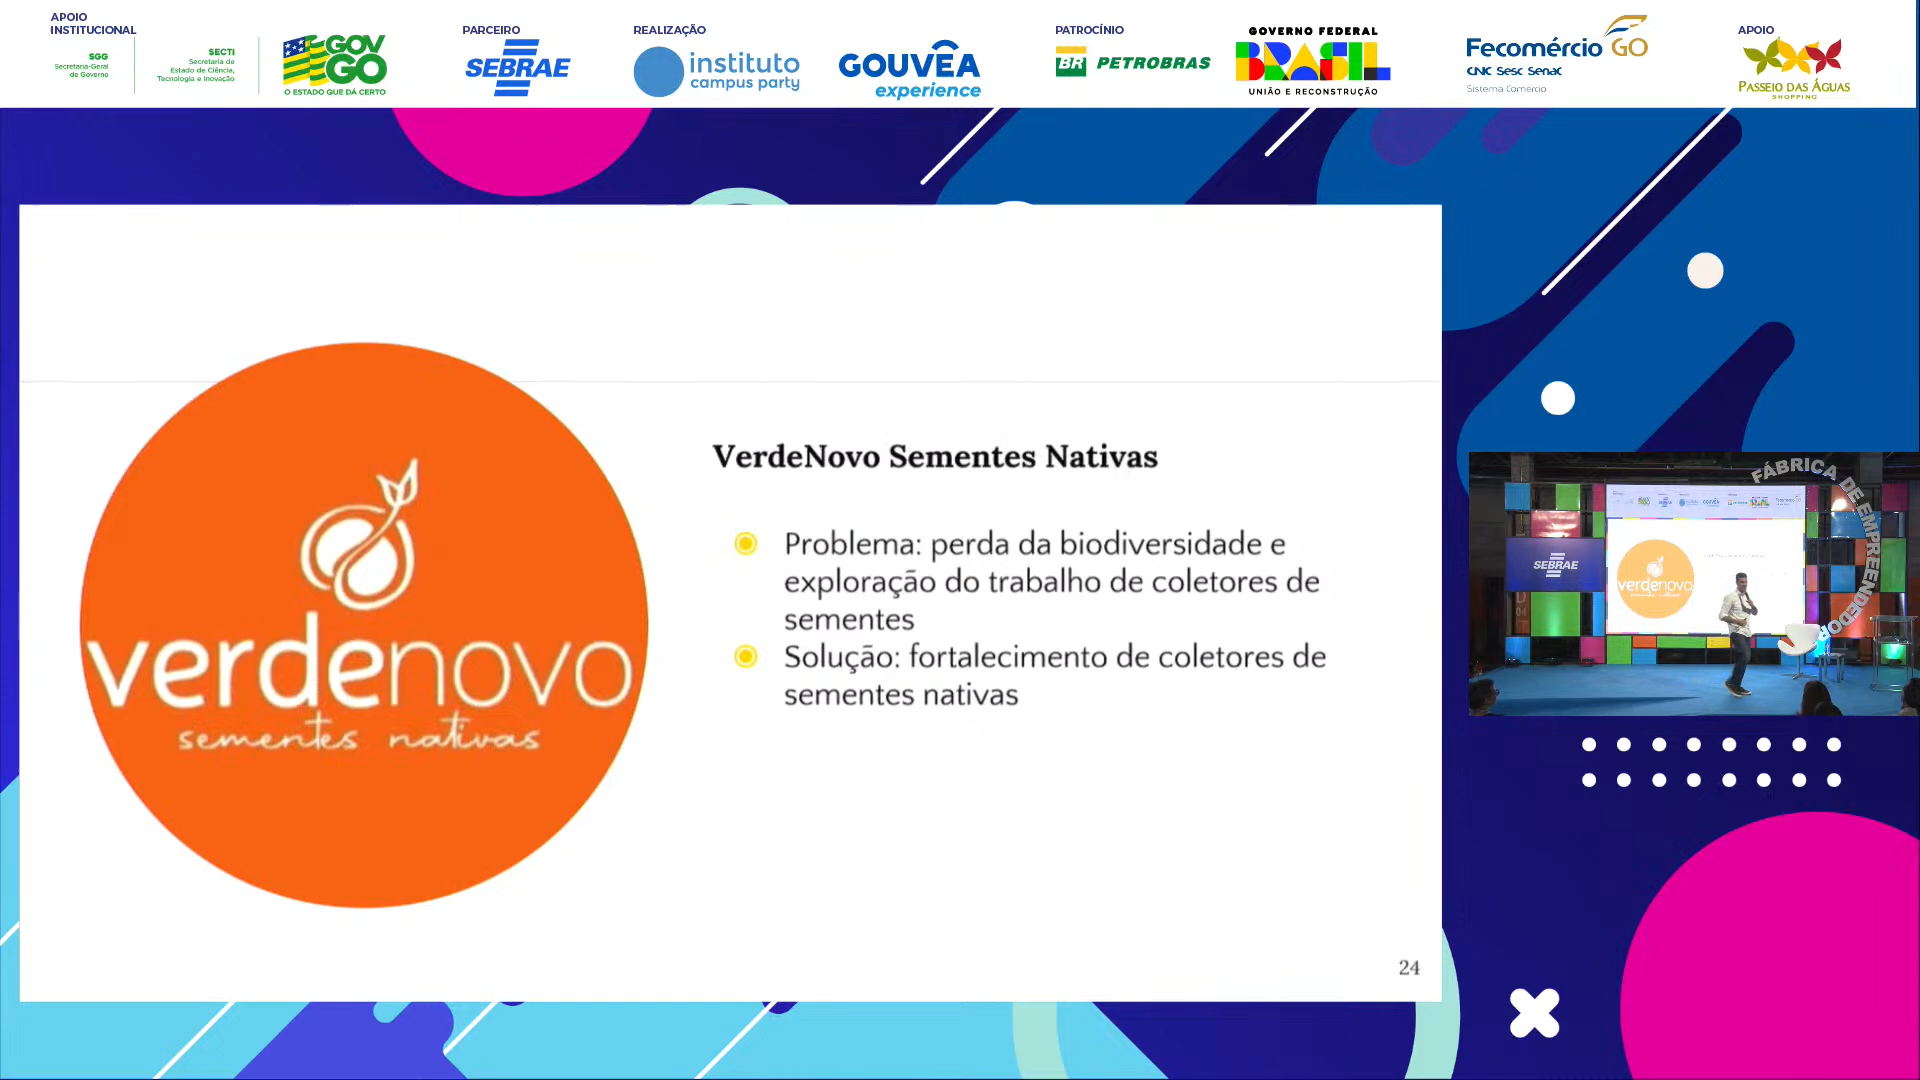 APOIO
INSTITUCIONAL
SGG
Secretaria-Geral
de Governo
SECTI
Secretaria de
Estado de Ciência,
Tecnologia e Inovação
GOV
GO
O ESTADO QUE DÁ CERTO
PARCEIRO
SEBRAE
REALIZAÇÃO
instituto
campus party
GOUVÊA
experience
PATROCÍNIO
BR PETROBRAS
GOVERNO FEDERAL
BRASIL
UNIÃO E RECONSTRUÇÃO
Fecomércio GO
CNC Sesc Senac
Sistema Comércio
APOIO
PASSEIO DAS ÁGUAS
SHOPPING
verdenovo
sementes nativas
VerdeNovo Sementes Nativas
Problema: perda da biodiversidade e
exploração do trabalho de coletores de
sementes
Solução: fortalecimento de coletores de
sementes nativas
24
FÁBRICA DE EMPREENDEDOR
SEBRAE
verdenovo